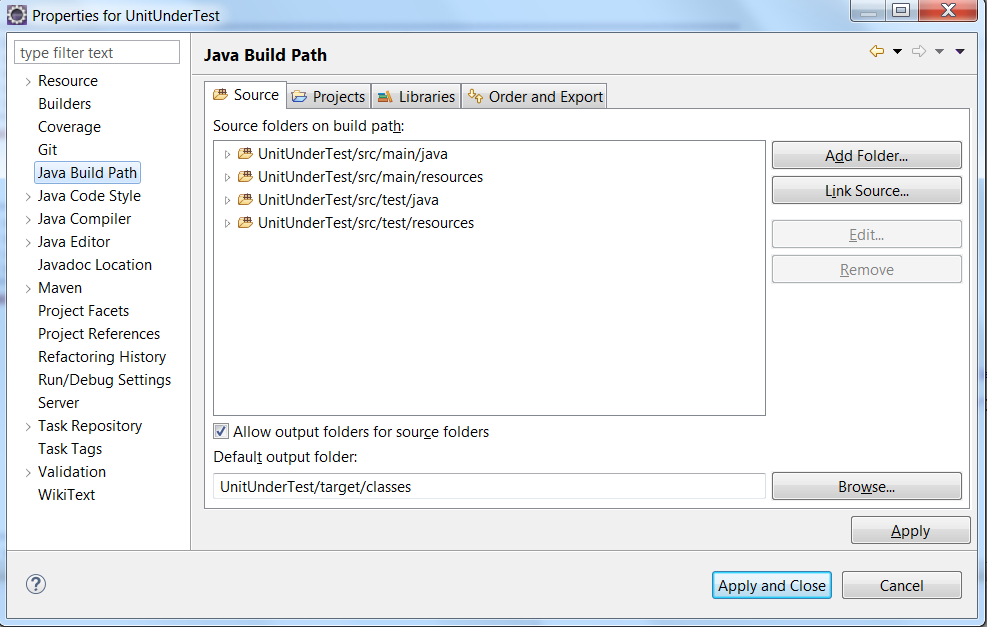 Properties for UnitUnderTest
type filter text
Resource
Builders
Coverage
Git
Java Build Path
Java Code Style
Java Compiler
Java Editor
Javadoc Location
Maven
Project Facets
Project References
Refactoring History
Run/Debug Settings
Server
Task Repository
Task Tags
Validation
WikiText
Java Build Path
Source Projects Libraries Order and Export
Source folders on build path:
UnitUnderTest/src/main/java
UnitUnderTest/src/main/resources
UnitUnderTest/src/test/java
UnitUnderTest/src/test/resources
Add Folder...
Link Source...
Edit...
Remove
Allow output folders for source folders
Default output folder:
UnitUnderTest/target/classes
Browse...
Apply
?
Apply and Close
Cancel